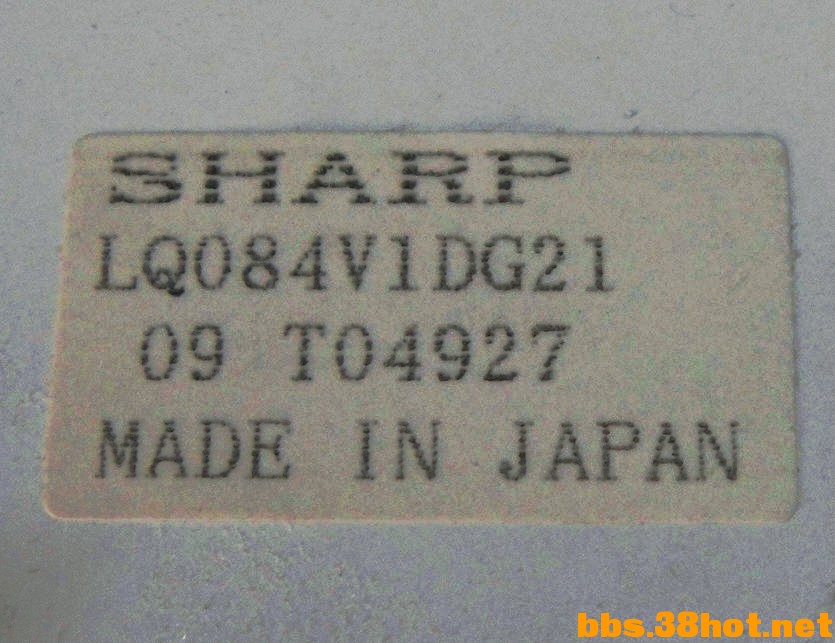 SHARP
LQ084V1DG21
09 T04927
MADE IN JAPAN
bbs.38hot.net